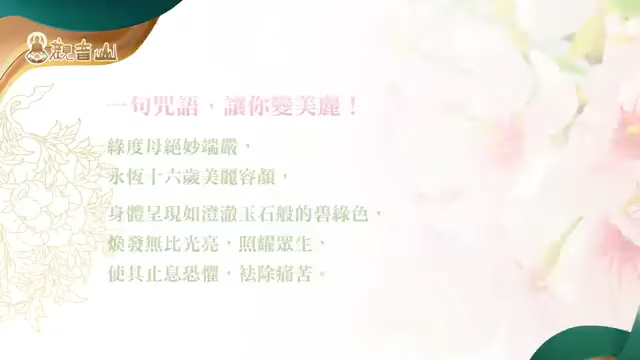 觀音山
一句咒語，讓你變美麗！
綠度母絕妙端嚴，
永恆十六歲美麗容顏，
身體呈現如澄澈玉石般的碧綠色，
煥發無比光亮，照耀眾生，
使其止息恐懼，祛除痛苦。